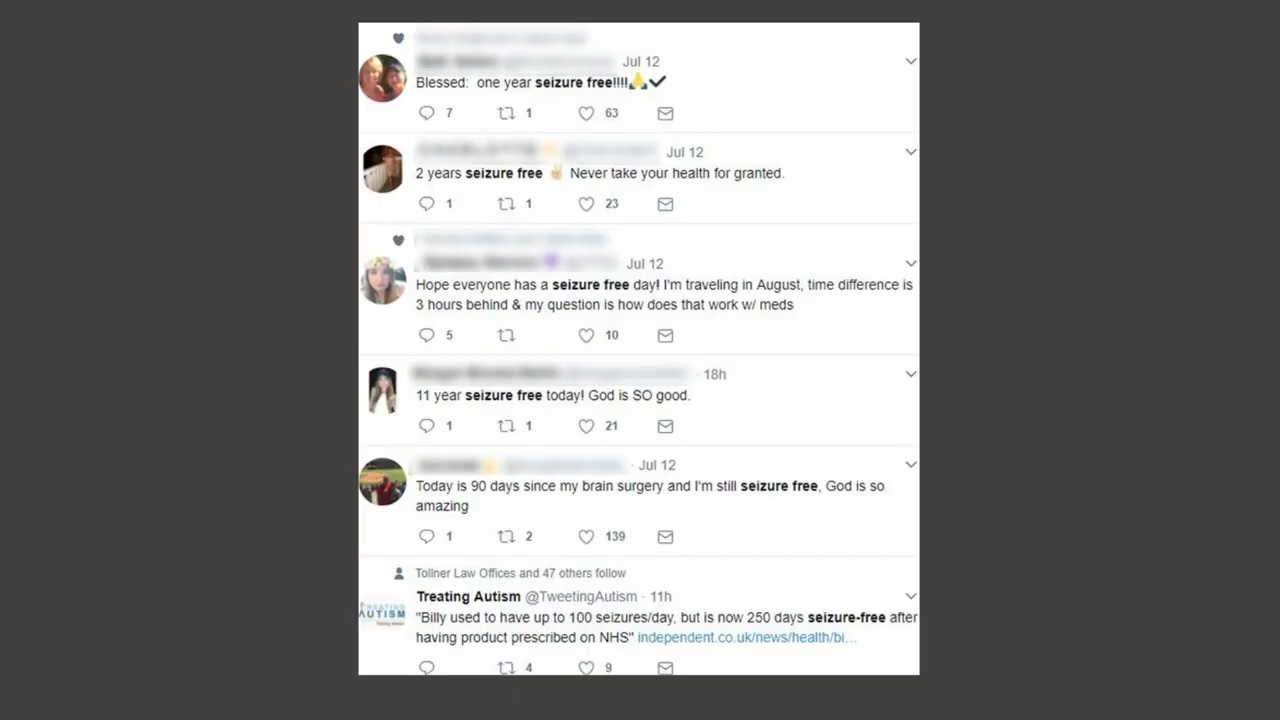 Jul 12
Blessed: one year seizure free!!!!🙏✔
7 1 63
Jul 12
2 years seizure free ✌🏼 Never take your health for granted.
1 1 23
Jul 12
Hope everyone has a seizure free day! I'm traveling in August, time difference is
3 hours behind & my question is how does that work w/ meds
5 10
· 18h
11 year seizure free today! God is SO good.
1 1 21
· Jul 12
Today is 90 days since my brain surgery and I'm still seizure free, God is so
amazing
1 2 139
Tollner Law Offices and 47 others follow
Treating Autism @TweetingAutism · 11h
TREATING
AUTISM
"Billy used to have up to 100 seizures/day, but is now 250 days seizure-free after
having product prescribed on NHS" independent.co.uk/news/health/bi…
4 9